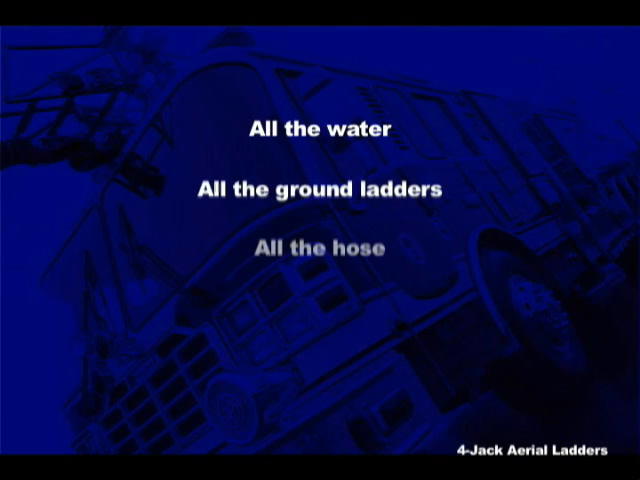 All the water
All the ground ladders
All the hose
4-Jack Aerial Ladders